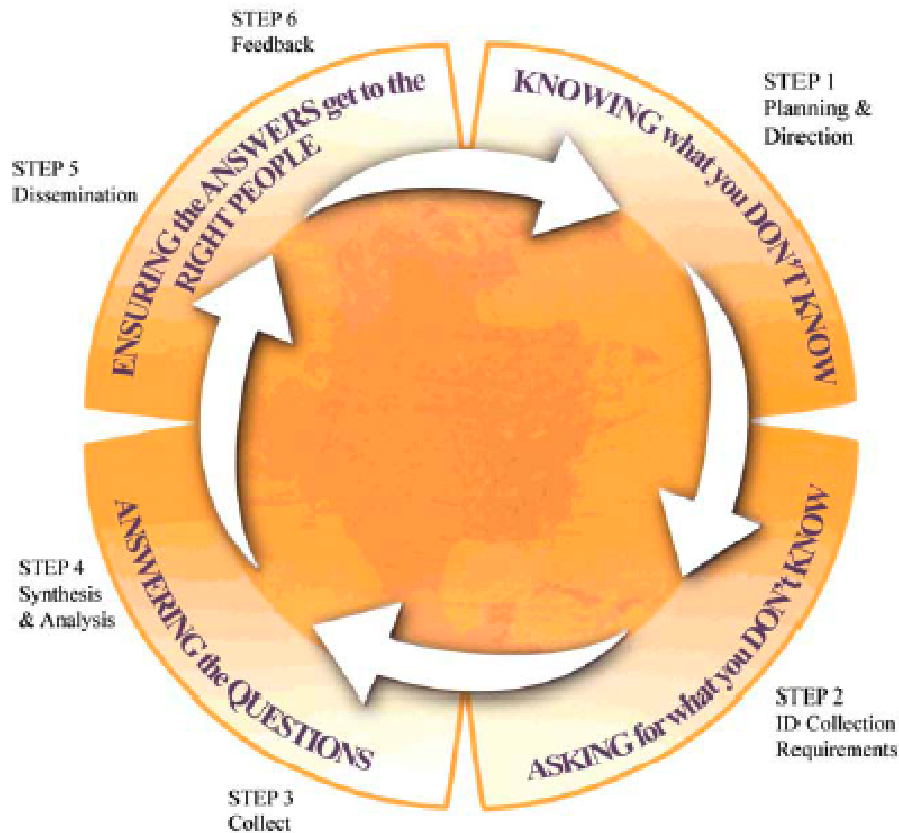 STEP 6
Feedback
KNOWING what you DON'T KNOW
STEP 1
Planning &
Direction
ASKING for what you DON't KNOW
STEP 2
ID· Collection
Requirements
ANSWERING the QUESTIONS
STEP 3
Collect
STEP 4
Synthesis
& Analysis
ENSURING the ANSWERS get to the
RIGHT PEOPLE
STEP 5
Dissemination